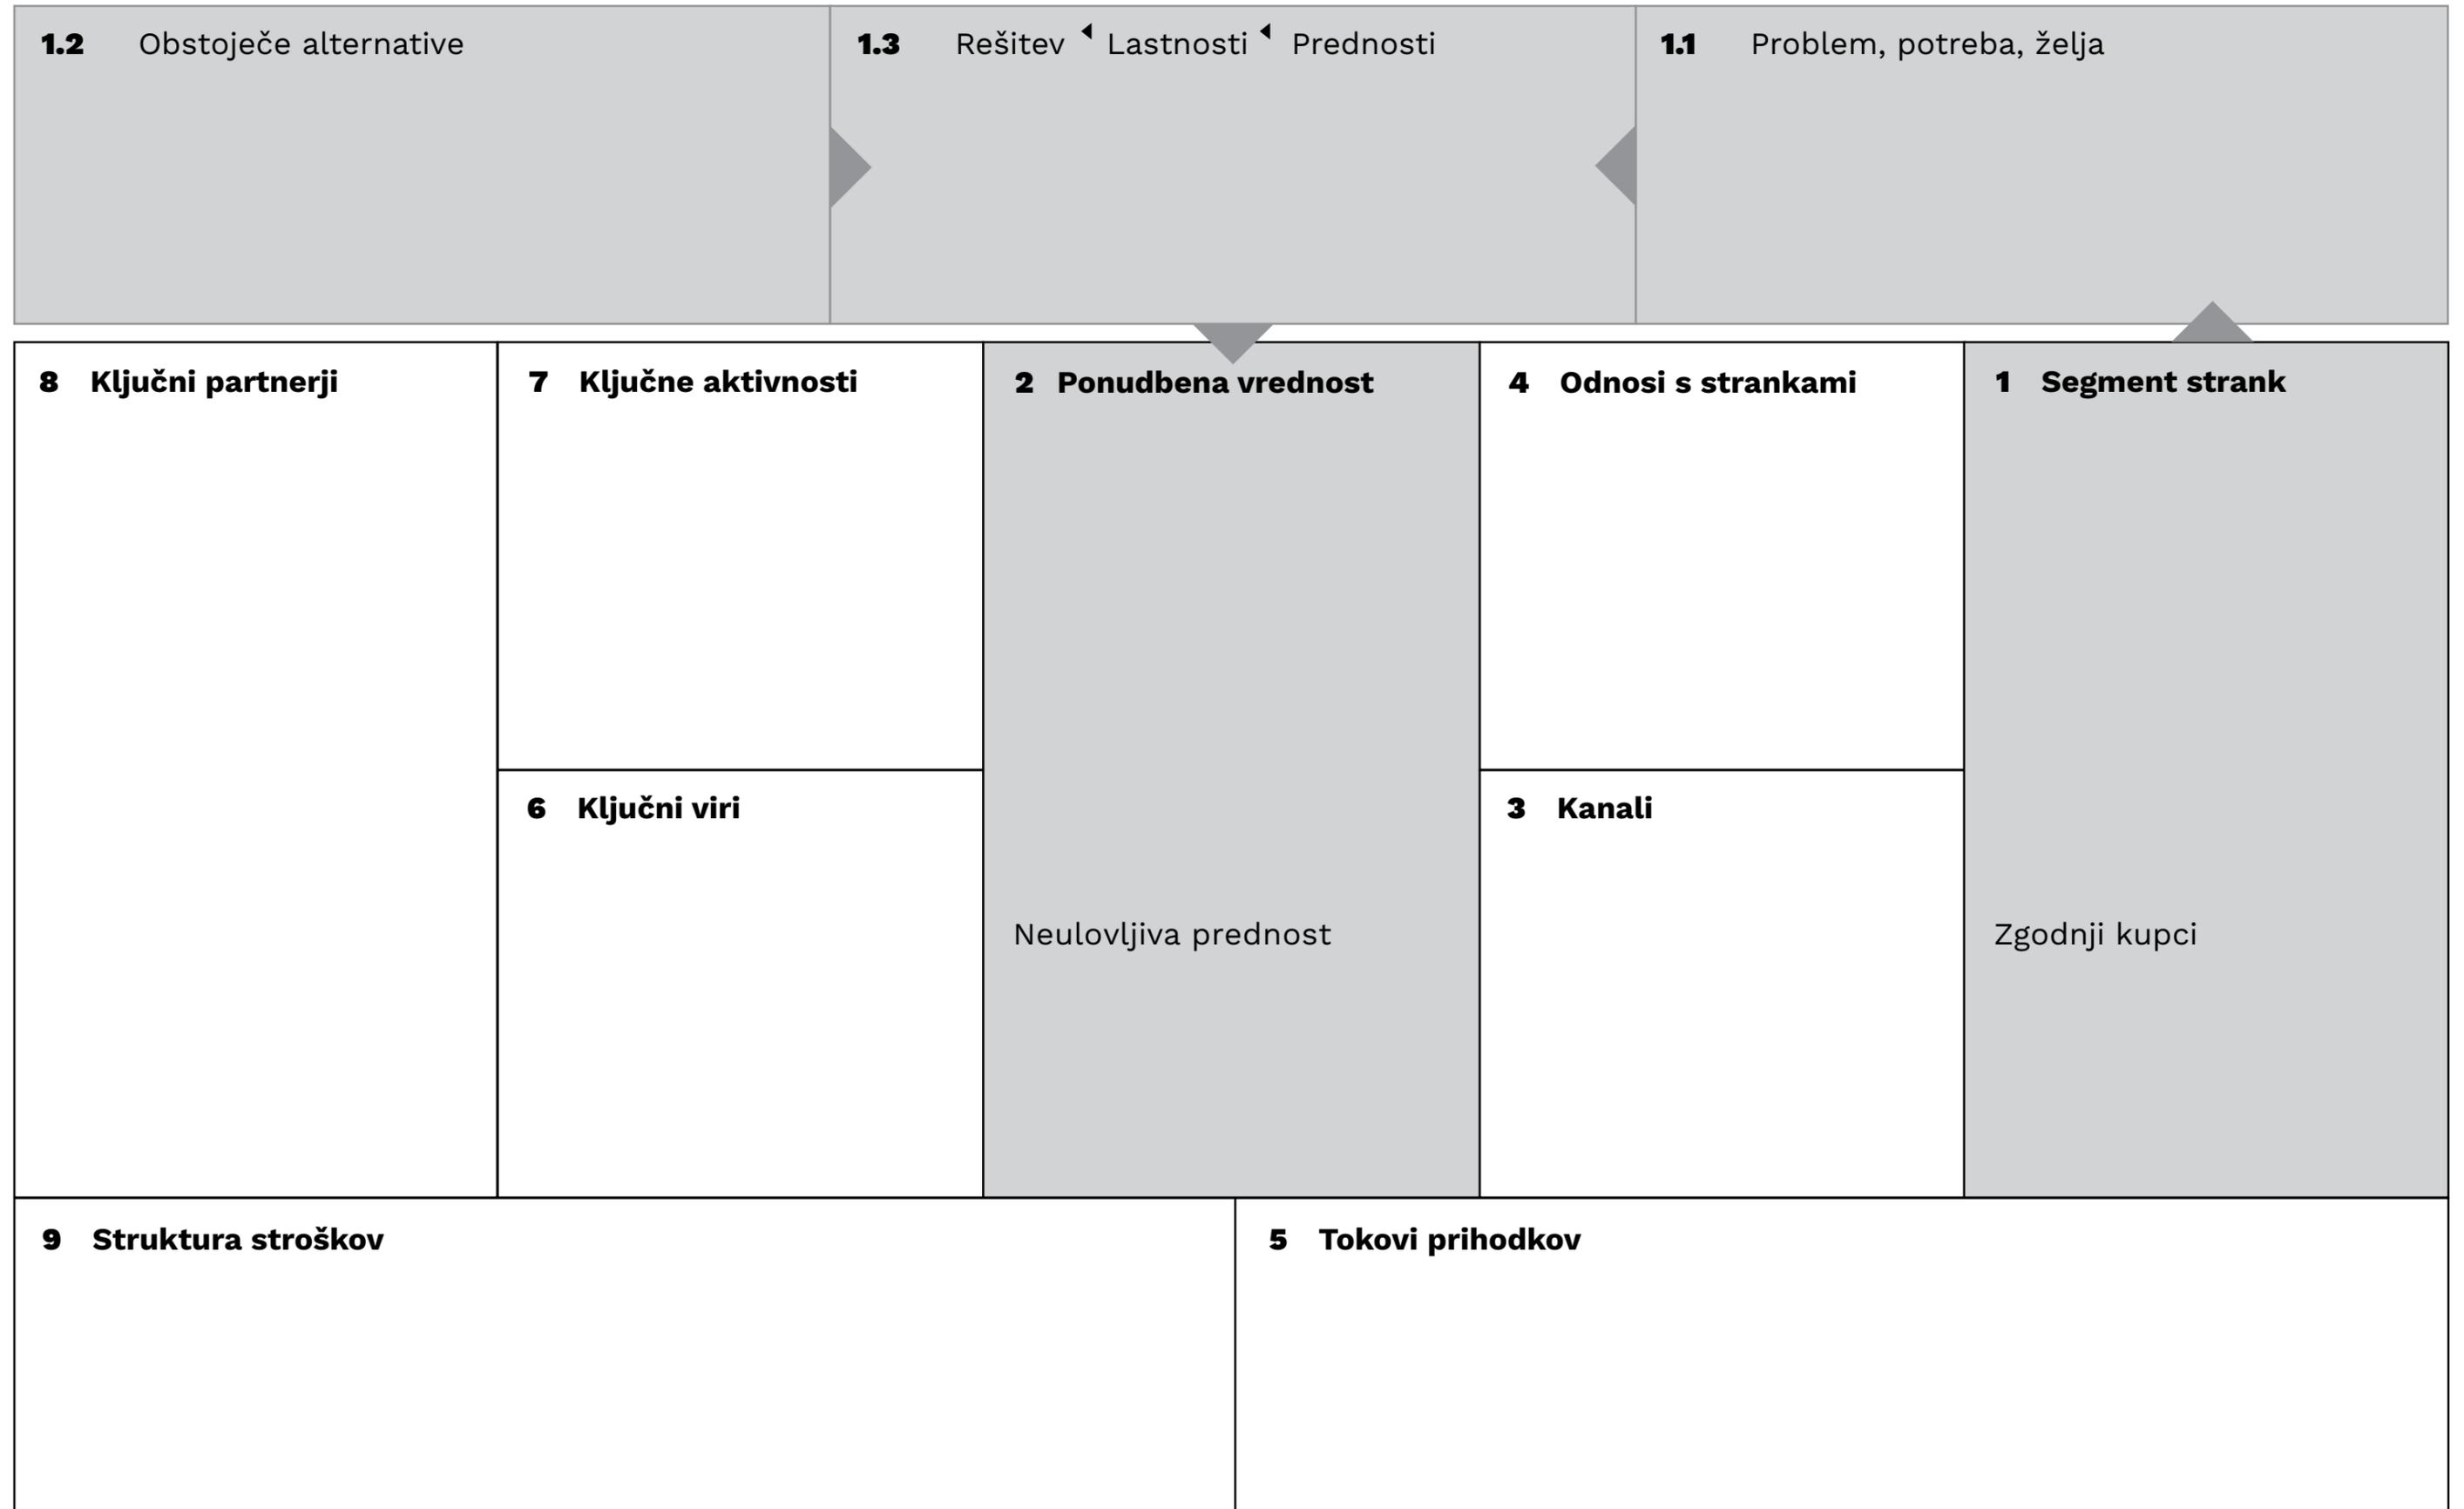 1.2 Obstoječe alternative
1.3 Rešitev Lastnosti Prednosti
1.1 Problem, potreba, želja
8 Ključni partnerji
7 Ključne aktivnosti
2 Ponudbena vrednost
4 Odnosi s strankami
1 Segment strank
6 Ključni viri
3 Kanali
Neulovljiva prednost
Zgodnji kupci
9 Struktura stroškov
5 Tokovi prihodkov